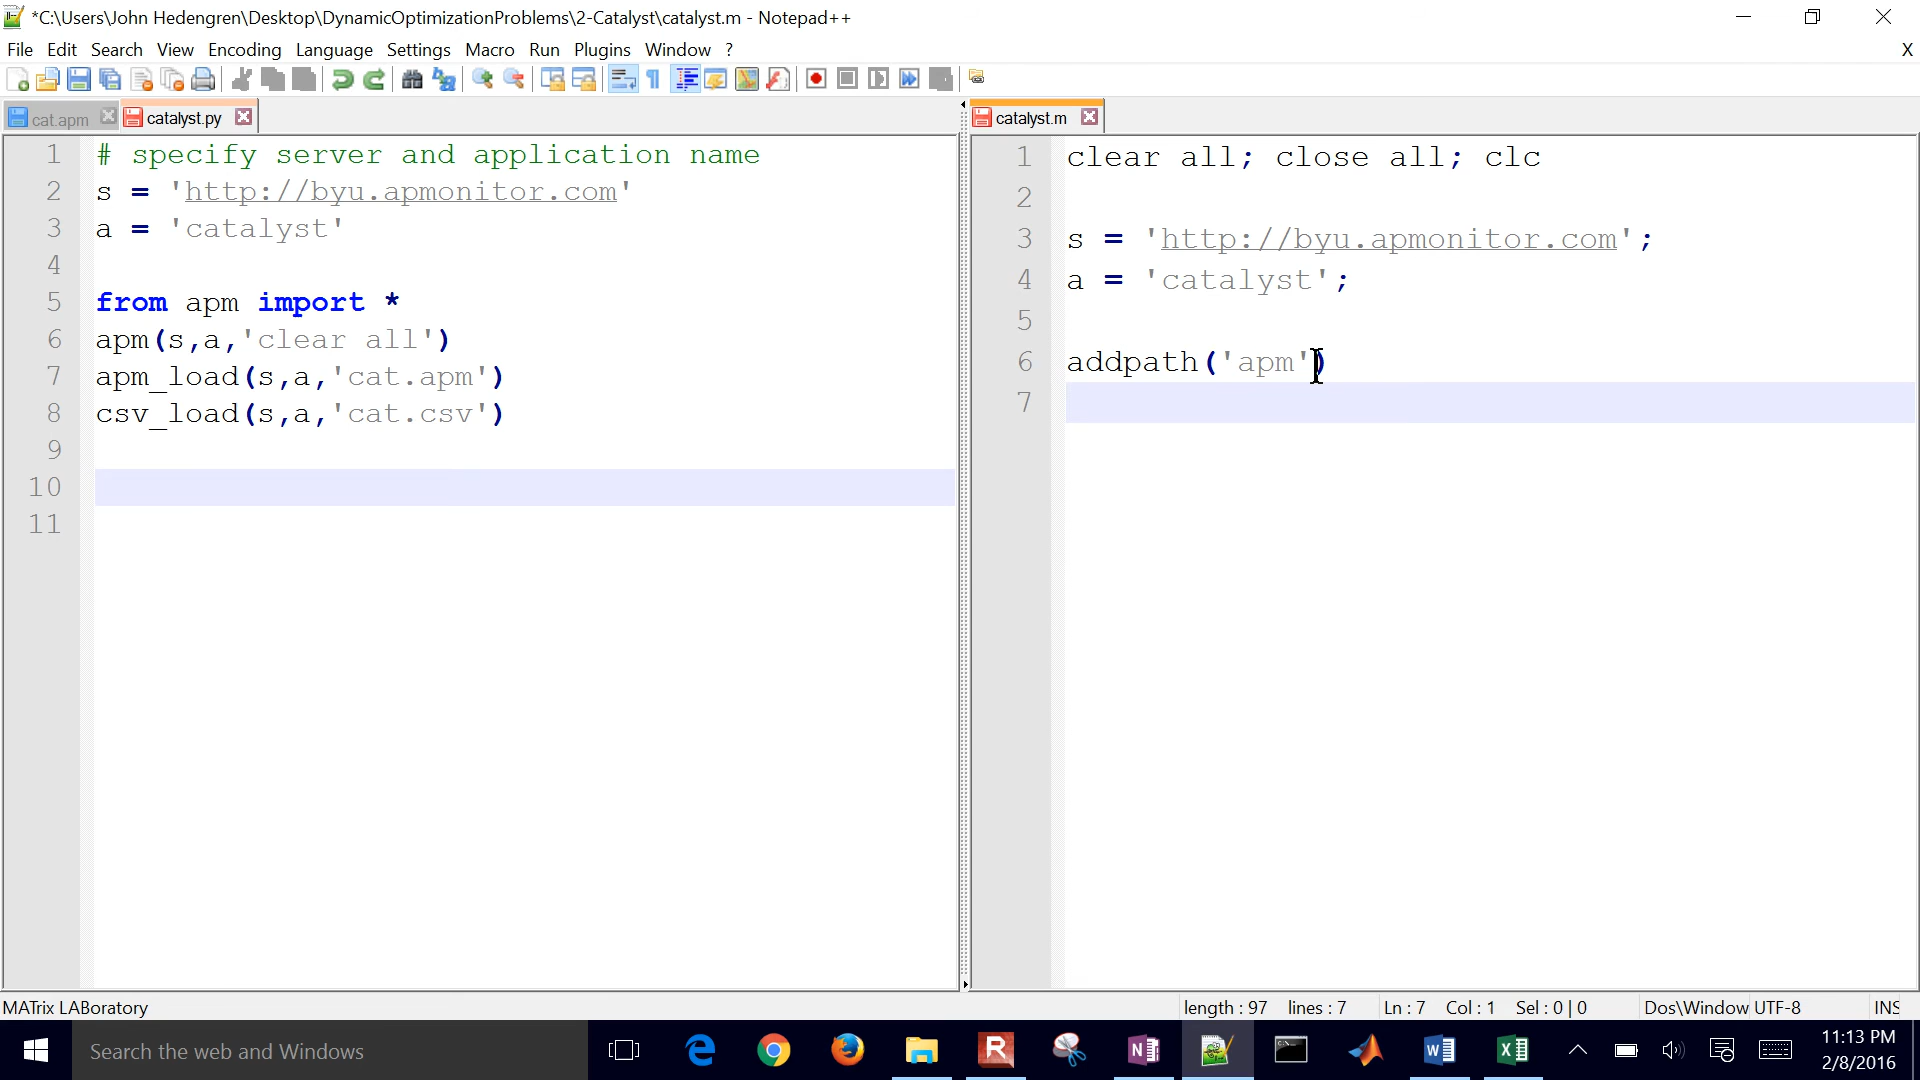 *C:\Users\John Hedengren\Desktop\DynamicOptimizationProblems\2-Catalyst\catalyst.m - Notepad++
File Edit Search View Encoding Language Settings Macro Run Plugins Window ? X
cat.apm catalyst.py
1 # specify server and application name
2 s = 'http://byu.apmonitor.com'
3 a = 'catalyst'
4
5 from apm import *
6 apm(s,a,'clear all')
7 apm_load(s,a,'cat.apm')
8 csv_load(s,a,'cat.csv')
9
10
11
catalyst.m
1 clear all; close all; clc
2
3 s = 'http://byu.apmonitor.com';
4 a = 'catalyst';
5
6 addpath('apm')
7
MATrix LABoratory length : 97 lines : 7 Ln : 7 Col : 1 Sel : 0 | 0 Dos\Window UTF-8 INS
Search the web and Windows
11:13 PM
2/8/2016